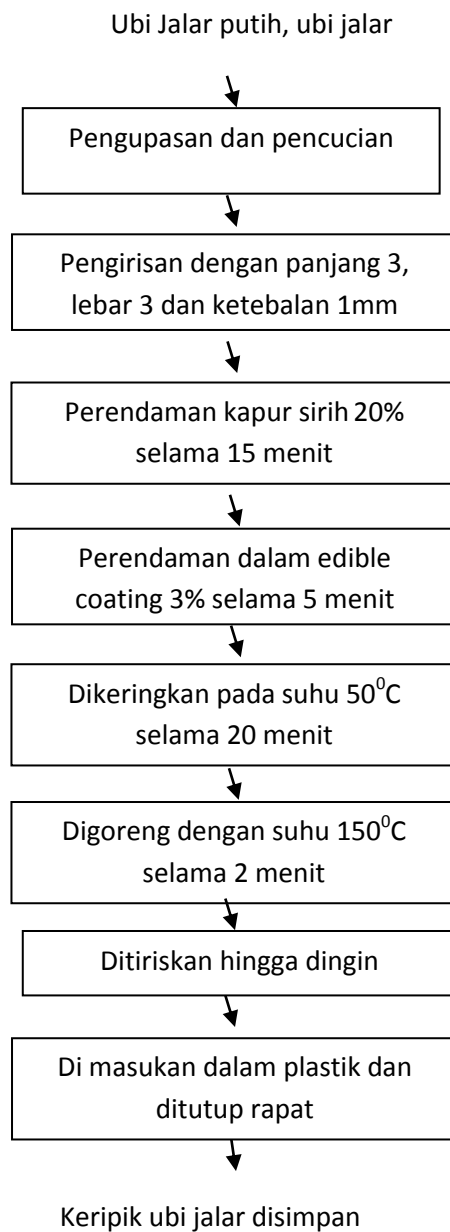 Ubi Jalar putih, ubi jalar
Pengupasan dan pencucian
Pengirisan dengan panjang 3,
lebar 3 dan ketebalan 1mm
Perendaman kapur sirih 20%
selama 15 menit
Perendaman dalam edible
coating 3% selama 5 menit
Dikeringkan pada suhu 50⁰C
selama 20 menit
Digoreng dengan suhu 150⁰C
selama 2 menit
Ditiriskan hingga dingin
Di masukan dalam plastik dan
ditutup rapat
Keripik ubi jalar disimpan